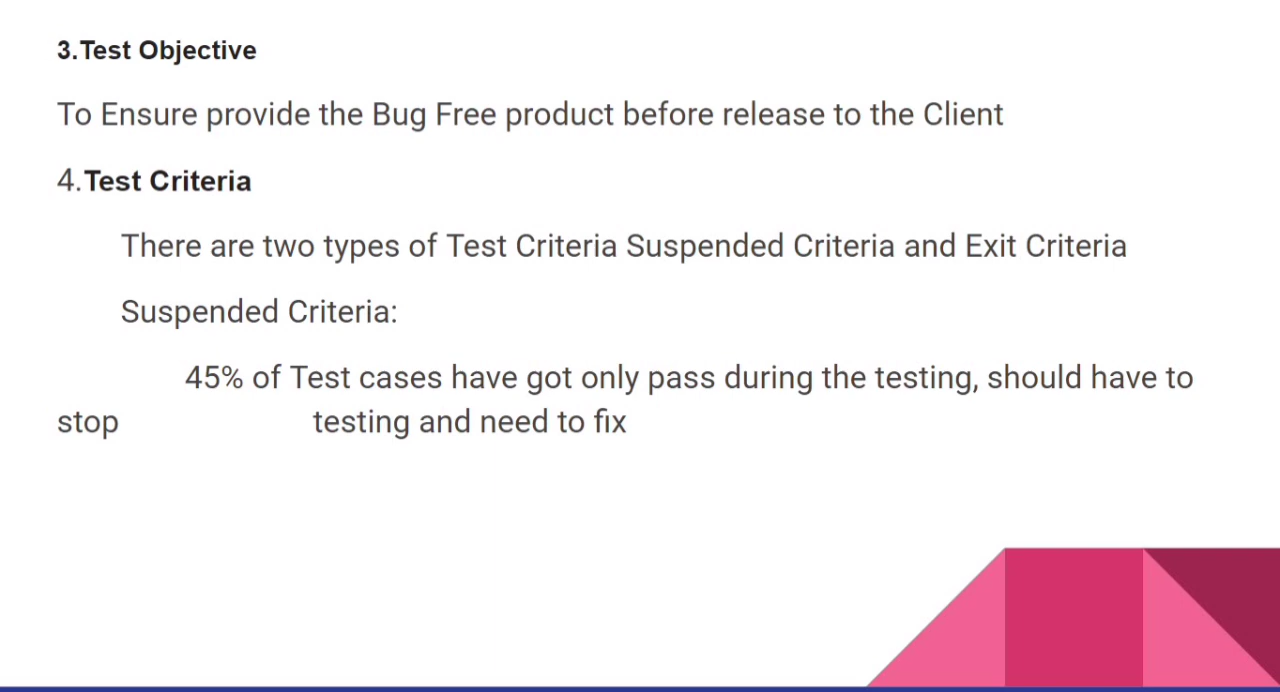 3.Test Objective
To Ensure provide the Bug Free product before release to the Client
4.Test Criteria
There are two types of Test Criteria Suspended Criteria and Exit Criteria
Suspended Criteria:
45% of Test cases have got only pass during the testing, should have to
stop testing and need to fix